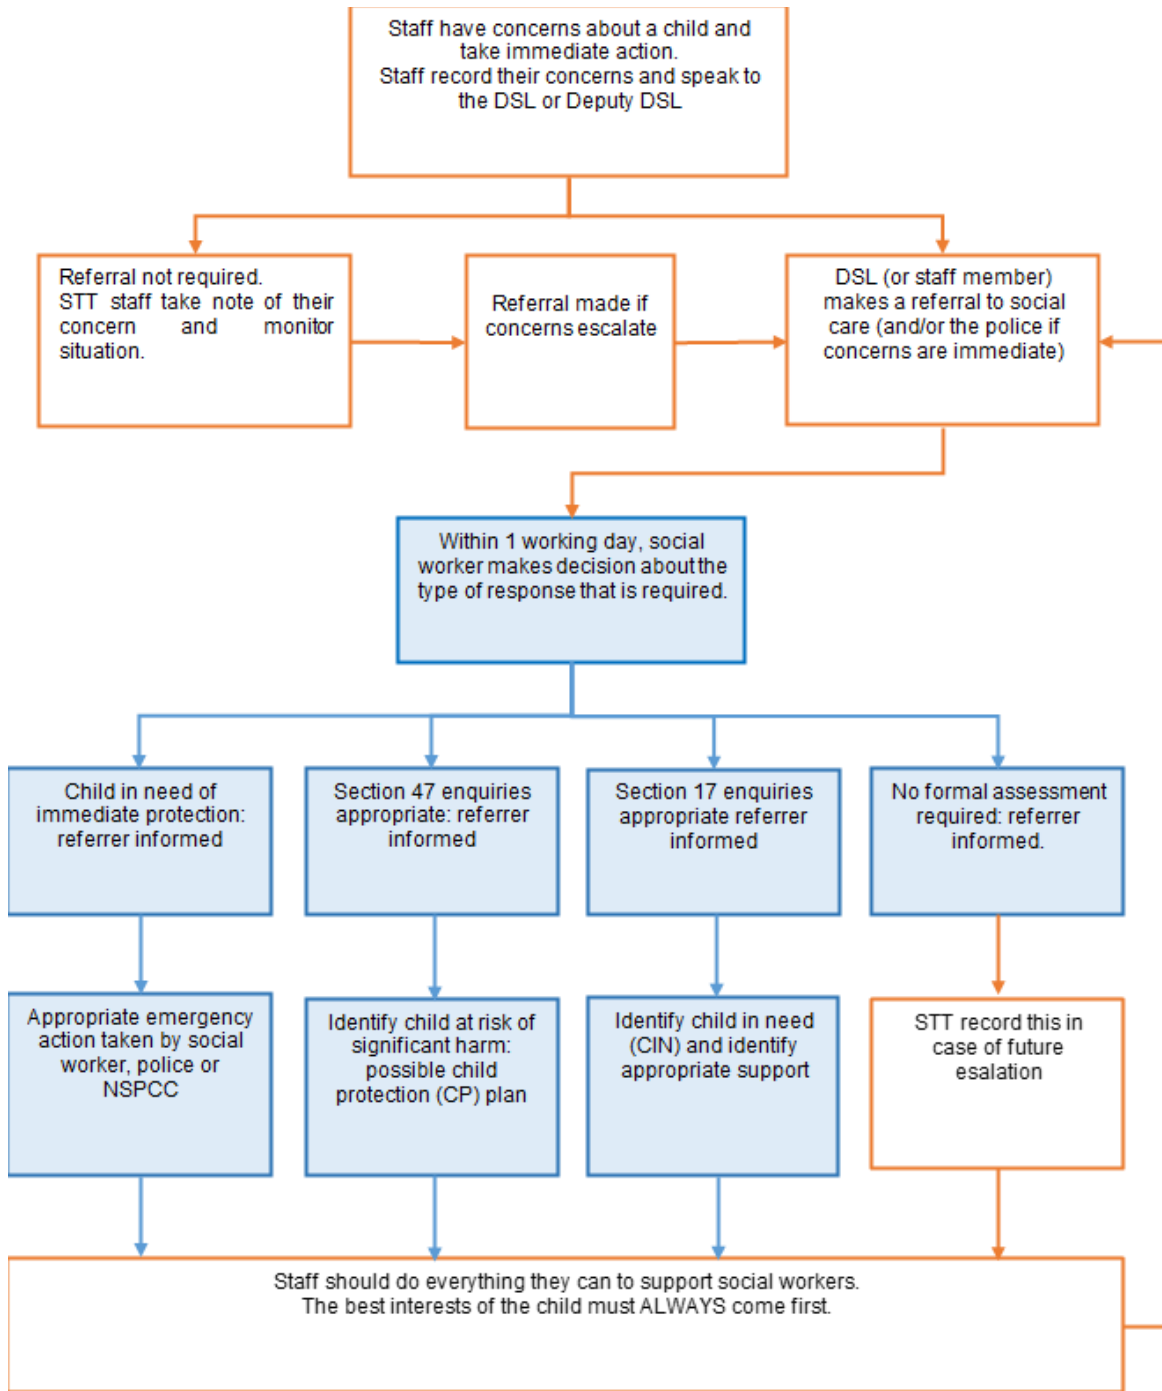 Staff have concerns about a child and
take immediate action.
Staff record their concerns and speak to
the DSL or Deputy DSL
Referral not required.
STT staff take note of their
concern and monitor
situation.
Referral made if
concerns escalate
DSL (or staff member)
makes a referral to social
care (and/or the police if
concerns are immediate)
Within 1 working day, social
worker makes decision about the
type of response that is required.
Child in need of
immediate protection:
referrer informed
Section 47 enquiries
appropriate: referrer
informed
Section 17 enquiries
appropriate referrer
informed
No formal assessment
required: referrer
informed.
Appropriate emergency
action taken by social
worker, police or
NSPCC
Identify child at risk of
significant harm:
possible child
protection (CP) plan
Identify child in need
(CIN) and identify
appropriate support
STT record this in
case of future
esalation
Staff should do everything they can to support social workers.
The best interests of the child must ALWAYS come first.